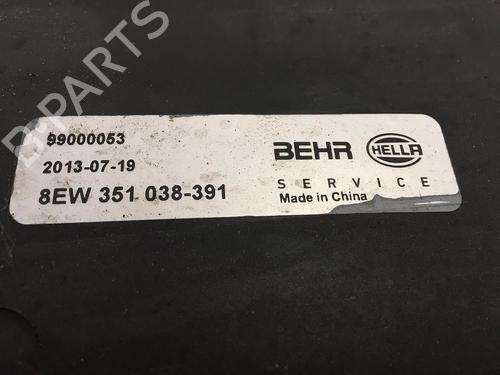 B-PARTS
99000053
2013-07-19
8EW 351 038-391
BEHR HELLA
SERVICE
Made in China